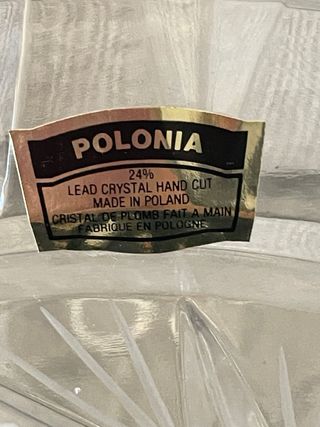 POLONIA
24%
LEAD CRYSTAL HAND CUT
MADE IN POLAND
CRISTAL DE PLOMB FAIT A MAIN
FABRIQUE EN POLOGNE